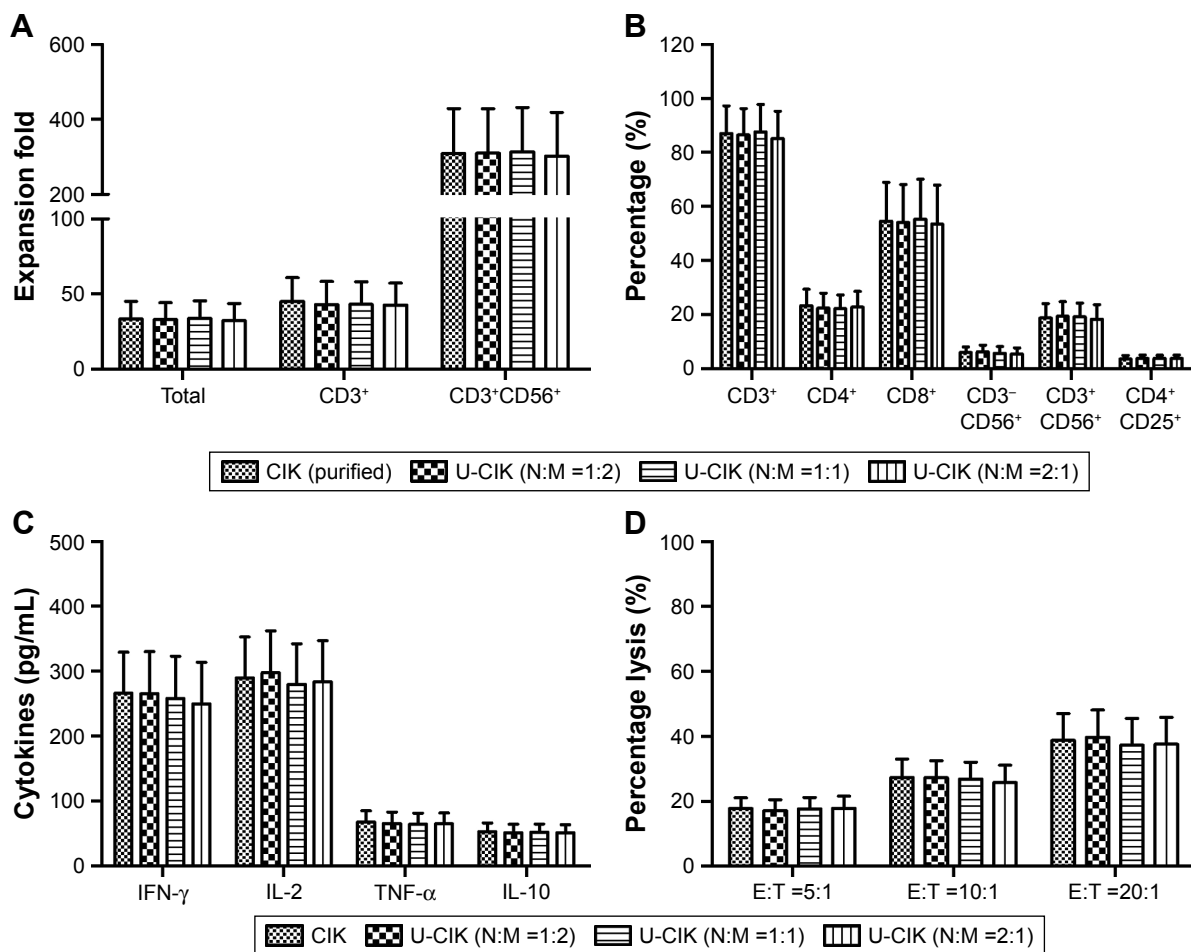 A
Expansion fold
600
400
200
100
50
0
Total CD3⁺ CD3⁺CD56⁺
B
Percentage (%)
120
100
80
60
40
20
0
CD3⁺ CD4⁺ CD8⁺ CD3⁻ CD3⁺ CD4⁺
CD56⁺ CD56⁺ CD25⁺
CIK (purified) U-CIK (N:M =1:2) U-CIK (N:M =1:1) U-CIK (N:M =2:1)
C
Cytokines (pg/mL)
500
400
300
200
100
0
IFN-γ IL-2 TNF-α IL-10
D
Percentage lysis (%)
100
80
60
40
20
0
E:T =5:1 E:T =10:1 E:T =20:1
CIK U-CIK (N:M =1:2) U-CIK (N:M =1:1) U-CIK (N:M =2:1)